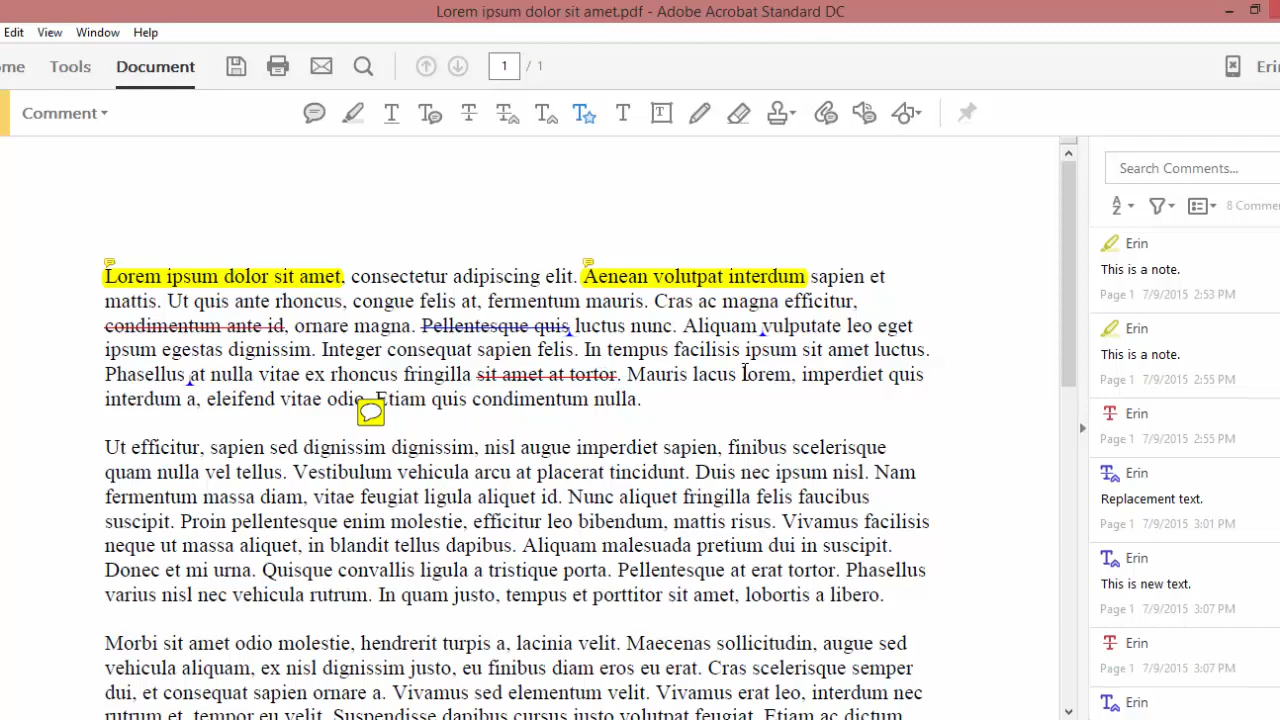 Lorem ipsum dolor sit amet.pdf - Adobe Acrobat Standard DC
Edit View Window Help
ome Tools Document 1 / 1 Erin
Comment
Search Comments...
8 Comme
Lorem ipsum dolor sit amet, consectetur adipiscing elit. Aenean volutpat interdum sapien et
mattis. Ut quis ante rhoncus, congue felis at, fermentum mauris. Cras ac magna efficitur,
condimentum ante id, ornare magna. Pellentesque quis luctus nunc. Aliquam vulputate leo eget
ipsum egestas dignissim. Integer consequat sapien felis. In tempus facilisis ipsum sit amet luctus.
Phasellus at nulla vitae ex rhoncus fringilla sit amet at tortor. Mauris lacus lorem, imperdiet quis
interdum a, eleifend vitae odio. Etiam quis condimentum nulla.
Ut efficitur, sapien sed dignissim dignissim, nisl augue imperdiet sapien, finibus scelerisque
quam nulla vel tellus. Vestibulum vehicula arcu at placerat tincidunt. Duis nec ipsum nisl. Nam
fermentum massa diam, vitae feugiat ligula aliquet id. Nunc aliquet fringilla felis faucibus
suscipit. Proin pellentesque enim molestie, efficitur leo bibendum, mattis risus. Vivamus facilisis
neque ut massa aliquet, in blandit tellus dapibus. Aliquam malesuada pretium dui in suscipit.
Donec et mi urna. Quisque convallis ligula a tristique porta. Pellentesque at erat tortor. Phasellus
varius nisl nec vehicula rutrum. In quam justo, tempus et porttitor sit amet, lobortis a libero.
Morbi sit amet odio molestie, hendrerit turpis a, lacinia velit. Maecenas sollicitudin, augue sed
vehicula aliquam, ex nisl dignissim justo, eu finibus diam eros eu erat. Cras scelerisque semper
dui, et consequat sapien ornare a. Vivamus sed elementum velit. Vivamus erat leo, interdum nec
rutrum et, tempor eu velit. Suspendisse dapibus cursus justo volutpat feugiat. Etiam ac dictum
Erin
This is a note.
Page 1 7/9/2015 2:53 PM
Erin
This is a note.
Page 1 7/9/2015 2:55 PM
Erin
Page 1 7/9/2015 2:55 PM
Erin
Replacement text.
Page 1 7/9/2015 3:01 PM
Erin
This is new text.
Page 1 7/9/2015 3:07 PM
Erin
Page 1 7/9/2015 3:07 PM
Erin